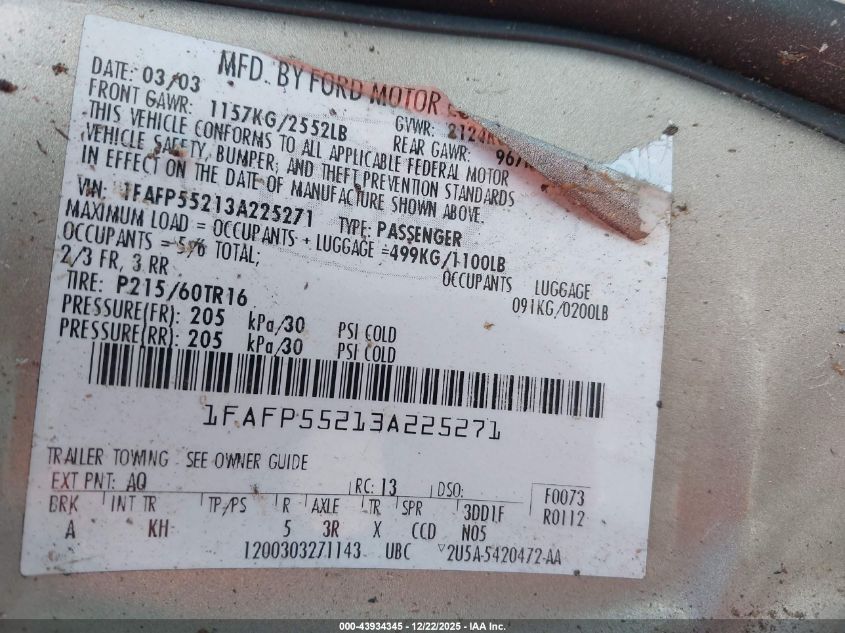 MFD. BY FORD MOTOR
DATE: 03/03
FRONT GAWR: 1157KG/2552LB GVWR:
REAR GAWR:
THIS VEHICLE CONFORMS TO ALL APPLICABLE FEDERAL MOTOR
VEHICLE SAFETY, BUMPER, AND THEFT PREVENTION STANDARDS
IN EFFECT ON THE DATE OF MANUFACTURE SHOWN ABOVE.
VIN: 1FAFP55213A225271 TYPE: PASSENGER
MAXIMUM LOAD = OCCUPANTS + LUGGAGE =499KG/1100LB
OCCUPANTS = 5/6 TOTAL; OCCUPANTS LUGGAGE
2/3 FR, 3 RR 091KG/0200LB
TIRE: P215/60TR16
PRESSURE(FR): 205 kPa/30 PSI COLD
PRESSURE(RR): 205 kPa/30 PSI COLD
1FAFP55213A225271
TRAILER TOWING - SEE OWNER GUIDE
EXT PNT: AQ RC: 13 DSO: F0073
BRK INT TR TP/PS R AXLE TR SPR 3DD1F R0112
A KH 5 3R X CCD N05
1200303271143 UBC 2U5A-5420472-AA
000-43934345 - 12/22/2025 - IAA Inc.